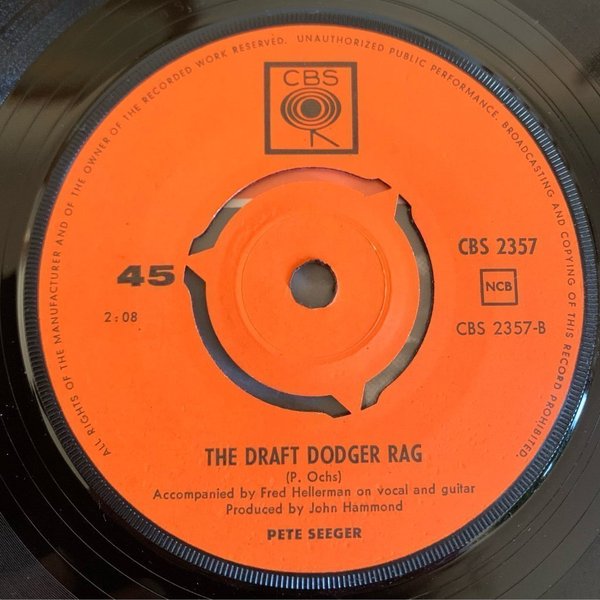 ALL RIGHTS OF THE MANUFACTURER AND OF THE OWNER OF THE RECORDED WORK RESERVED. UNAUTHORIZED PUBLIC PERFORMANCE, BROADCASTING AND COPYING OF THIS RECORD PROHIBITED.
CBS
45
CBS 2357
NCB
2:08
CBS 2357-B
THE DRAFT DODGER RAG
(P. Ochs)
Accompanied by Fred Hellerman on vocal and guitar
Produced by John Hammond
PETE SEEGER